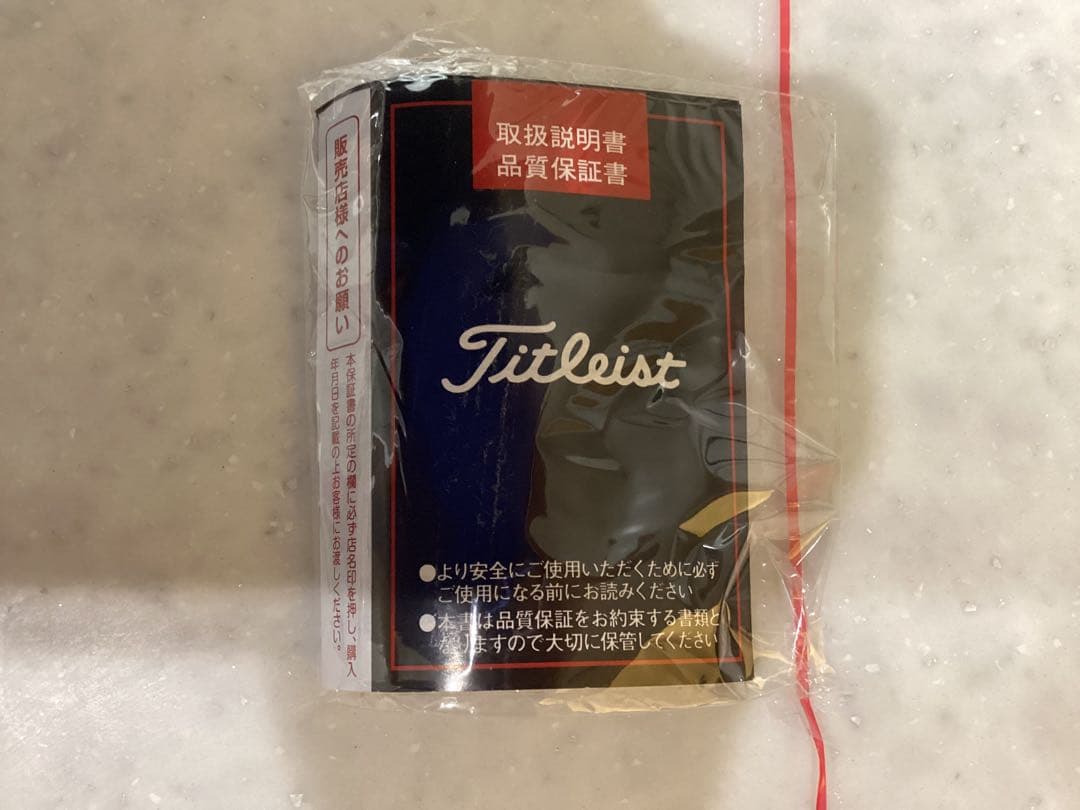 取扱説明書
品質保証書
Titleist
●より安全にご使用いただくために必ず
ご使用になる前にお読みください
●本書は品質保証をお約束する書類と
なりますので大切に保管してください
販売店様へのお願い
本保証書の所定の欄に必ず店名印を押し、購入
年月日を記載の上お客様にお渡しください。